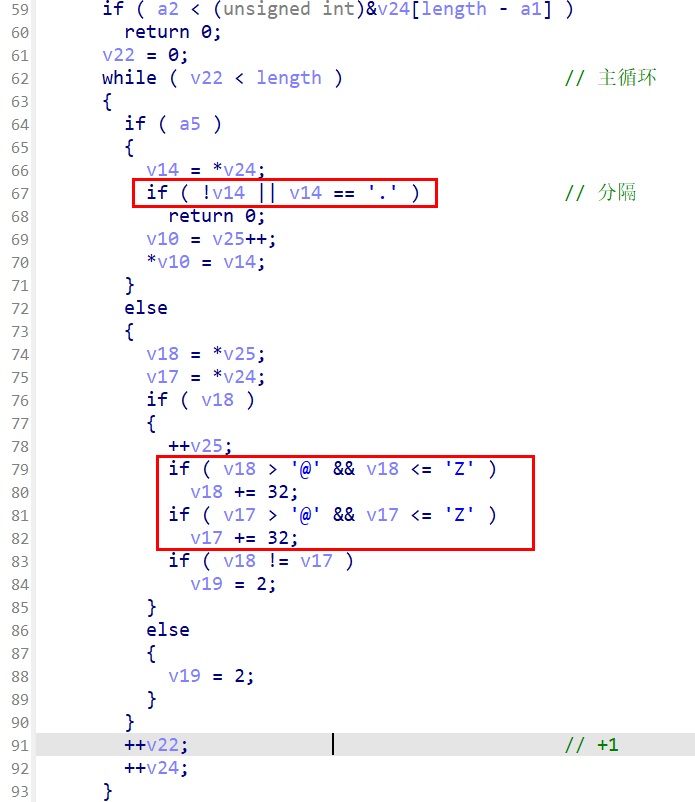 59 if ( a2 < (unsigned int)&v24[length - a1] )
60 return 0;
61 v22 = 0;
62 while ( v22 < length ) // 主循环
63 {
64 if ( a5 )
65 {
66 v14 = *v24;
67 if ( !v14 || v14 == '.' ) // 分隔
68 return 0;
69 v10 = v25++;
70 *v10 = v14;
71 }
72 else
73 {
74 v18 = *v25;
75 v17 = *v24;
76 if ( v18 )
77 {
78 ++v25;
79 if ( v18 > '@' && v18 <= 'Z' )
80 v18 += 32;
81 if ( v17 > '@' && v17 <= 'Z' )
82 v17 += 32;
83 if ( v18 != v17 )
84 v19 = 2;
85 }
86 else
87 {
88 v19 = 2;
89 }
90 }
91 ++v22; // +1
92 ++v24;
93 }